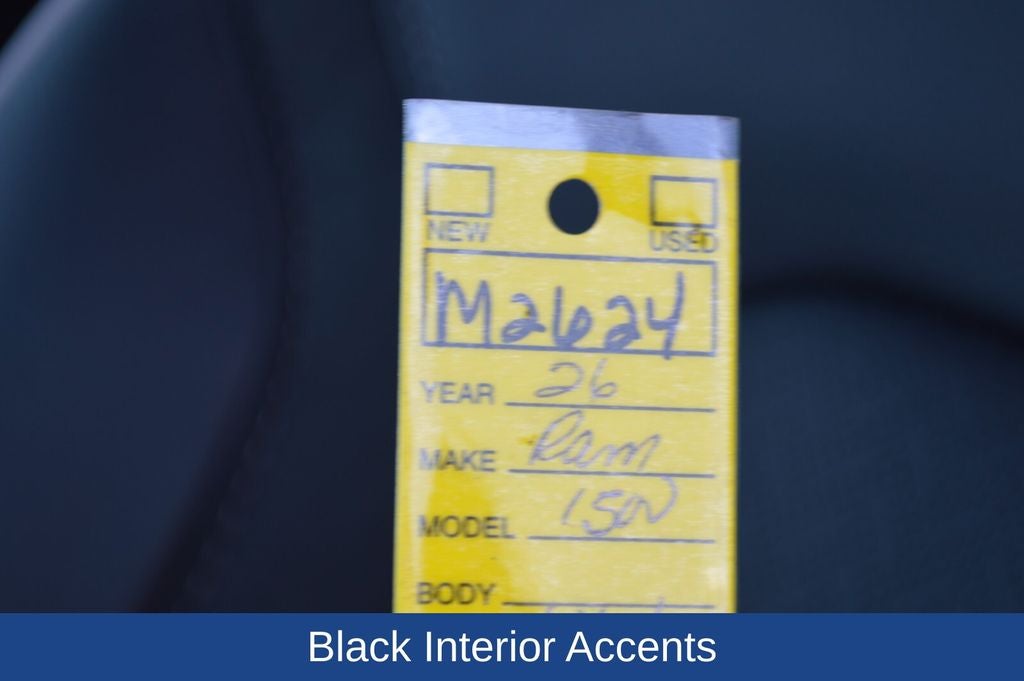 NEW USED
M2624
YEAR 26
MAKE Ram
MODEL 1500
BODY
Black Interior Accents